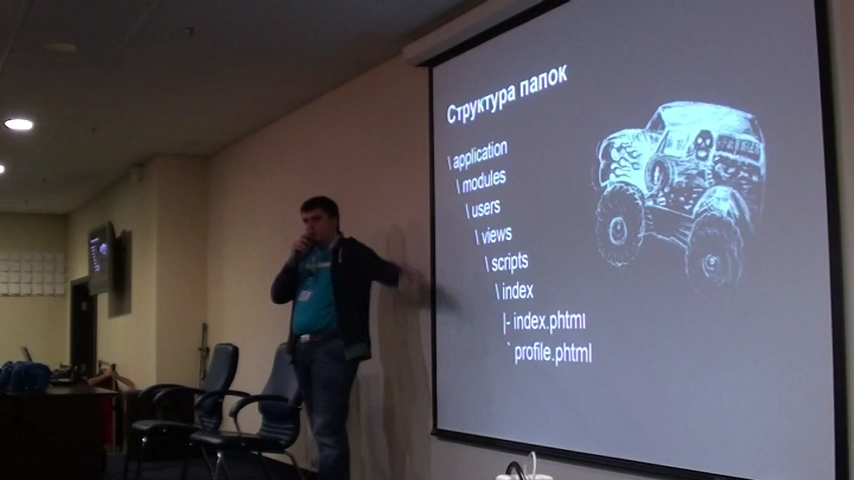 Структура папок
\ application
\ modules
\ users
\ views
\ scripts
\ index
|- index.phtml
` profile.phtml